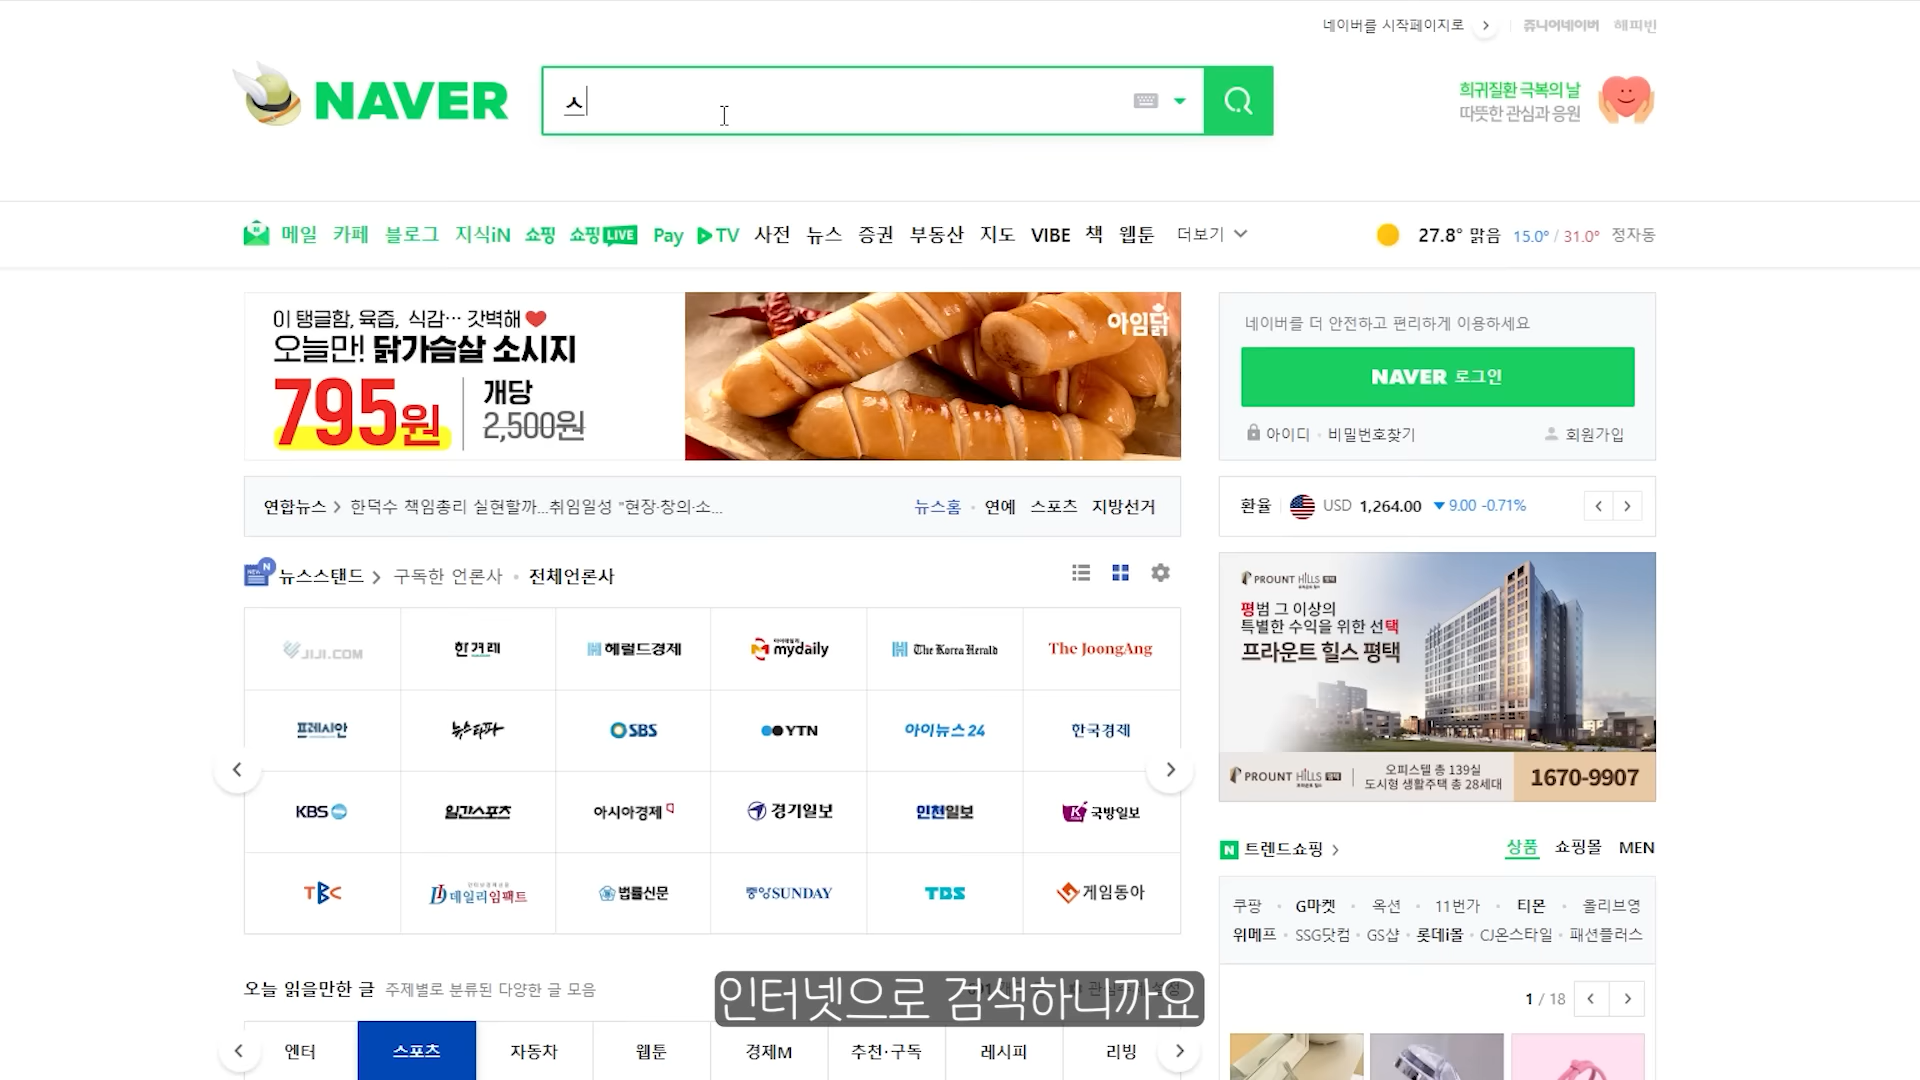 네이버를 시작페이지로
쥬니어네이버 해피빈
NAVER
스
희귀질환 극복의 날
따뜻한 관심과 응원
메일 카페 블로그 지식iN 쇼핑 쇼핑LIVE Pay TV 사전 뉴스 증권 부동산 지도 VIBE 책 웹툰 더보기
27.8° 맑음 15.0° / 31.0° 정자동
이 탱글함, 육즙, 식감… 갓벽해
오늘만! 닭가슴살 소시지
795원
개당
2,500원
아임닭
네이버를 더 안전하고 편리하게 이용하세요
NAVER 로그인
아이디 · 비밀번호찾기
회원가입
연합뉴스 > 한덕수 책임총리 실현할까...취임일성 "현장·창의·소...
뉴스홈 · 연예 스포츠 지방선거
환율 USD 1,264.00 ▼9.00 -0.71%
NEW N
뉴스스탠드 > 구독한 언론사 · 전체언론사
JIJI.COM 한겨레 헤럴드경제 마이데일리 mydaily The Korea Herald The JoongAng
프레시안 뉴스타파 SBS YTN 아이뉴스24 한국경제
KBS 일간스포츠 아시아경제 경기일보 인천일보 국방일보
TBC 데일리임팩트 법률신문 중앙SUNDAY TBS 게임동아
PROUNT HILLS 평택
평범 그 이상의
특별한 수익을 위한 선택
프라운트 힐스 평택
PROUNT HILLS 평택
오피스텔 총 139실
도시형 생활주택 총 28세대
1670-9907
N 트렌드쇼핑 >
상품 쇼핑몰 MEN
쿠팡 · G마켓 · 옥션 · 11번가 · 티몬 · 올리브영
위메프 · SSG닷컴 · GS샵 · 롯데i몰 · CJ온스타일 · 패션플러스
1 / 18
오늘 읽을만한 글 주제별로 분류된 다양한 글 모음
인터넷으로 검색하니까요
엔터 스포츠 자동차 웹툰 경제M 추천·구독 레시피 리빙